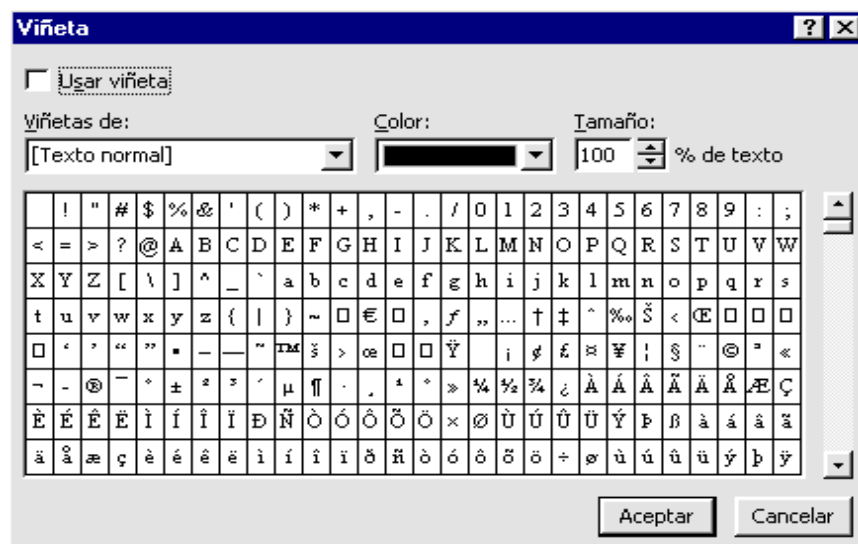 Viñeta
Usar viñeta
Viñetas de: Color: Tamaño:
[Texto normal] 100 % de texto
! " # $ % & ' ( ) * + , - . / 0 1 2 3 4 5 6 7 8 9 : ;
< = > ? @ A B C D E F G H I J K L M N O P Q R S T U V W
X Y Z [ \ ] ^ _ ` a b c d e f g h i j k l m n o p q r s
t u v w x y z { | } ~ □ € □ ‚ ƒ „ … † ‡ ˆ ‰ Š ‹ Œ □ □ □
□ ‘ ’ “ ” ▪ – — ˜ ™ š › œ □ □ Ÿ ¡ ¢ £ ¤ ¥ ¦ § ¨ © ª «
¬ - ® ¯ ° ± ² ³ ´ µ ¶ · ¸ ¹ º » ¼ ½ ¾ ¿ À Á Â Ã Ä Å Æ Ç
È É Ê Ë Ì Í Î Ï Ð Ñ Ò Ó Ô Õ Ö × Ø Ù Ú Û Ü Ý Þ ß à á â ã
ä å æ ç è é ê ë ì í î ï ð ñ ò ó ô õ ö ÷ ø ù ú û ü ý þ ÿ
Aceptar Cancelar